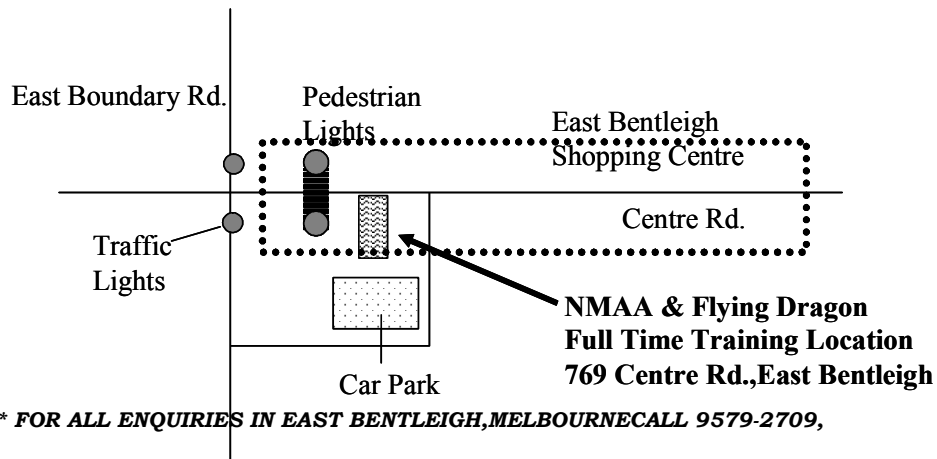 East Boundary Rd.
Pedestrian
Lights
East Bentleigh
Shopping Centre
Centre Rd.
Traffic
Lights
NMAA & Flying Dragon
Full Time Training Location
769 Centre Rd.,East Bentleigh
Car Park
* FOR ALL ENQUIRIES IN EAST BENTLEIGH,MELBOURNECALL 9579-2709,